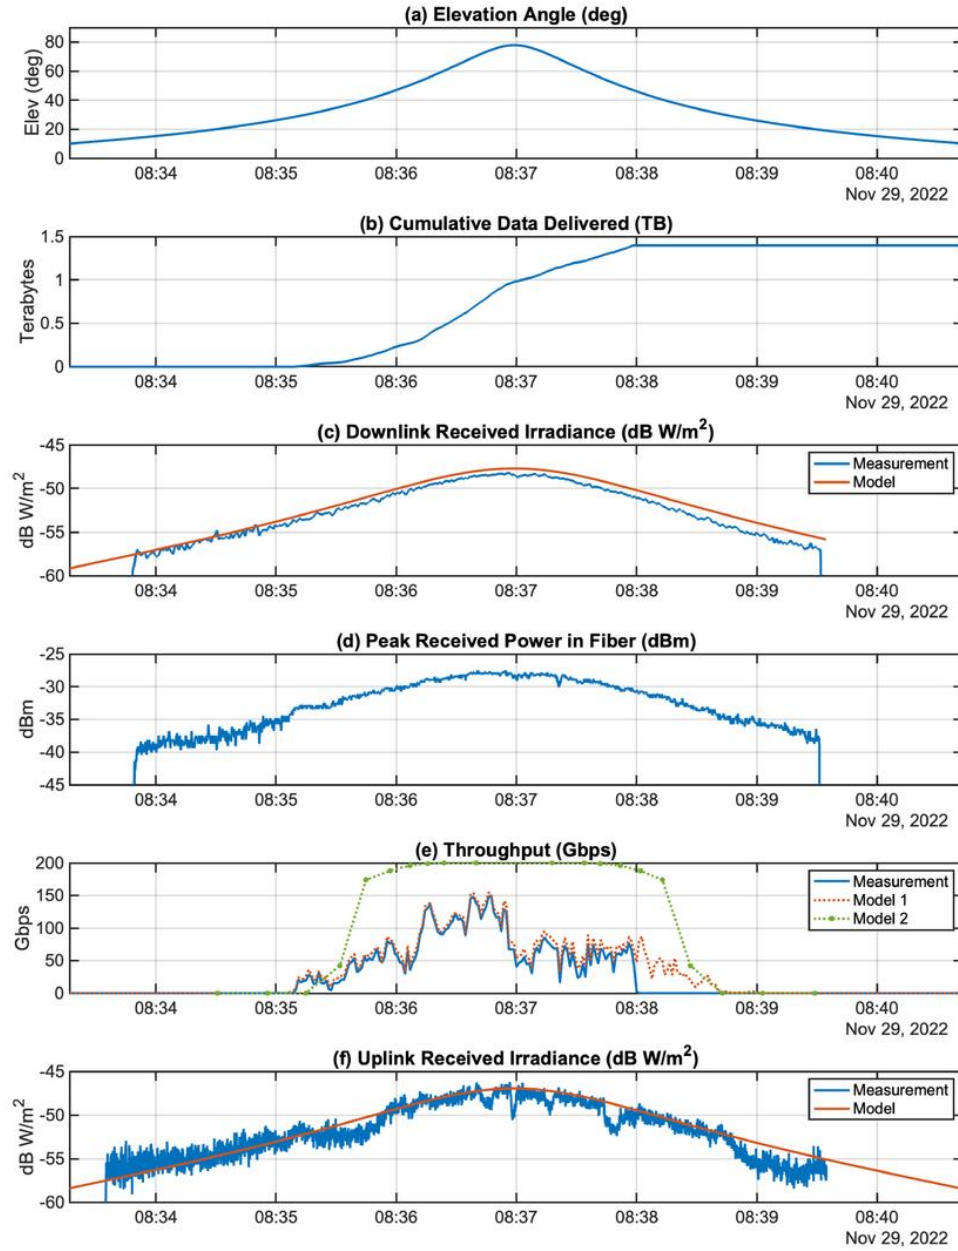 (a) Elevation Angle (deg)
Elev (deg)
80
60
40
20
0
08:34 08:35 08:36 08:37 08:38 08:39 08:40
Nov 29, 2022
(b) Cumulative Data Delivered (TB)
Terabytes
1.5
1
0.5
0
08:34 08:35 08:36 08:37 08:38 08:39 08:40
Nov 29, 2022
(c) Downlink Received Irradiance (dB W/m²)
dB W/m²
-45
-50
-55
-60
Measurement
Model
08:34 08:35 08:36 08:37 08:38 08:39 08:40
Nov 29, 2022
(d) Peak Received Power in Fiber (dBm)
dBm
-25
-30
-35
-40
-45
08:34 08:35 08:36 08:37 08:38 08:39 08:40
Nov 29, 2022
(e) Throughput (Gbps)
Gbps
200
150
100
50
0
Measurement
Model 1
Model 2
08:34 08:35 08:36 08:37 08:38 08:39 08:40
Nov 29, 2022
(f) Uplink Received Irradiance (dB W/m²)
dB W/m²
-45
-50
-55
-60
Measurement
Model
08:34 08:35 08:36 08:37 08:38 08:39 08:40
Nov 29, 2022